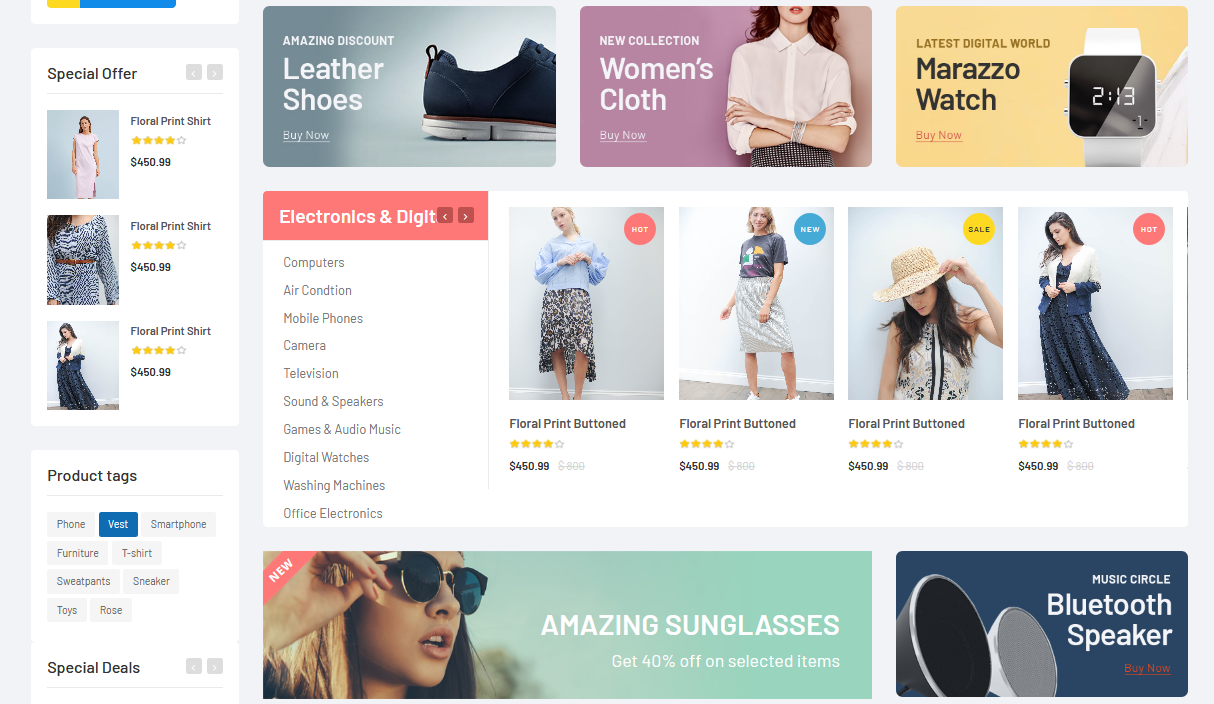 Special Offer
Floral Print Shirt
$450.99
Floral Print Shirt
$450.99
Floral Print Shirt
$450.99
Product tags
Phone
Vest
Smartphone
Furniture
T-shirt
Sweatpants
Sneaker
Toys
Rose
Special Deals
AMAZING DISCOUNT
Leather
Shoes
Buy Now
NEW COLLECTION
Women's
Cloth
Buy Now
LATEST DIGITAL WORLD
Marazzo
Watch
Buy Now
2:13
Electronics & Digit
Computers
Air Condtion
Mobile Phones
Camera
Television
Sound & Speakers
Games & Audio Music
Digital Watches
Washing Machines
Office Electronics
HOT
Floral Print Buttoned
$450.99 $ 800
NEW
Floral Print Buttoned
$450.99 $ 800
SALE
Floral Print Buttoned
$450.99 $ 800
HOT
Floral Print Buttoned
$450.99 $ 800
NEW
AMAZING SUNGLASSES
Get 40% off on selected items
MUSIC CIRCLE
Bluetooth
Speaker
Buy Now